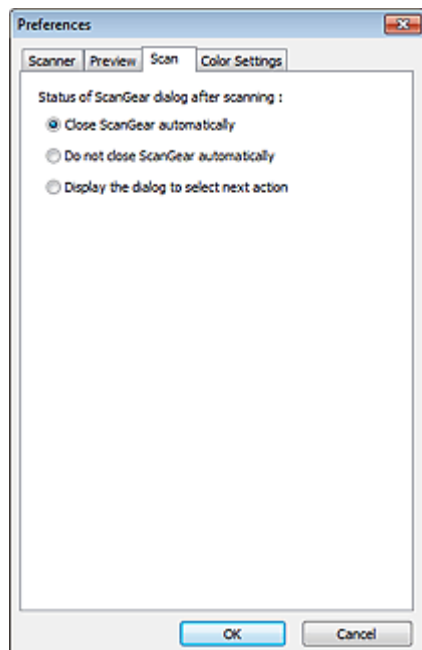 Preferences
Scanner Preview Scan Color Settings
Status of ScanGear dialog after scanning :
Close ScanGear automatically
Do not close ScanGear automatically
Display the dialog to select next action
OK Cancel